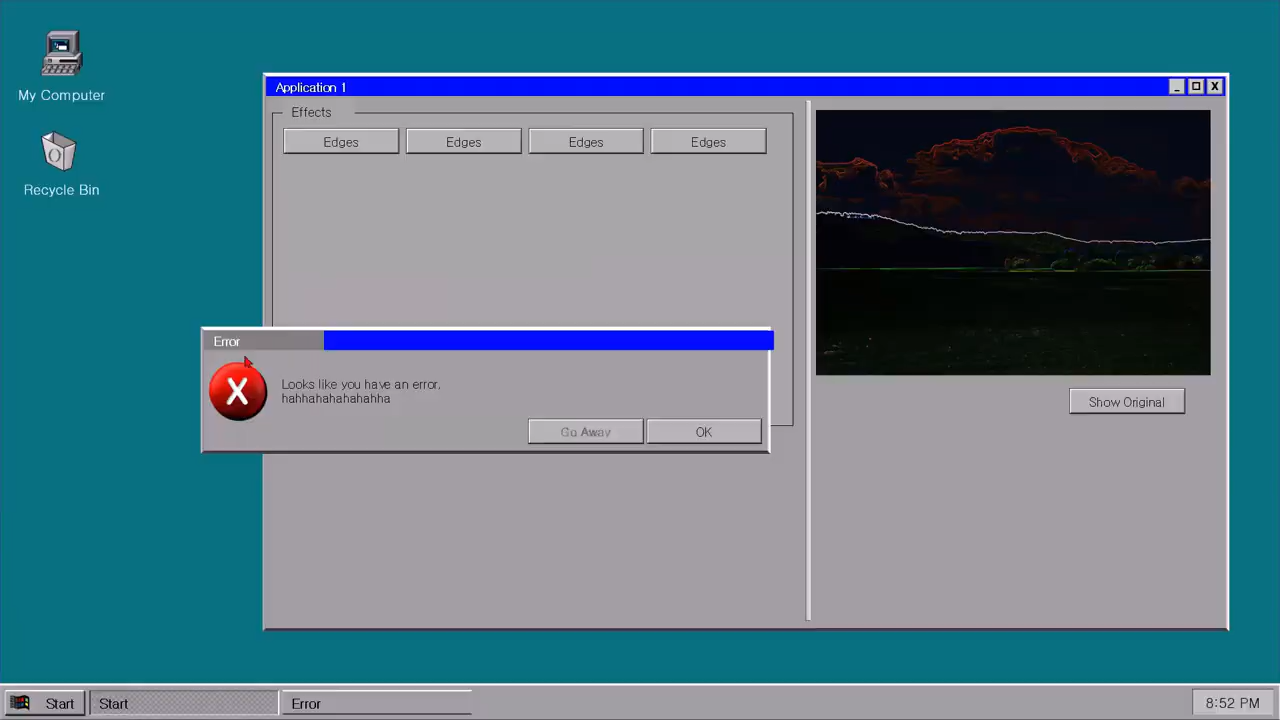 My Computer
Recycle Bin
Application 1
Effects
Edges
Edges
Edges
Edges
Show Original
Error
Looks like you have an error.
hahhahahahahahha
Go Away
OK
Start
Start
Error
8:52 PM